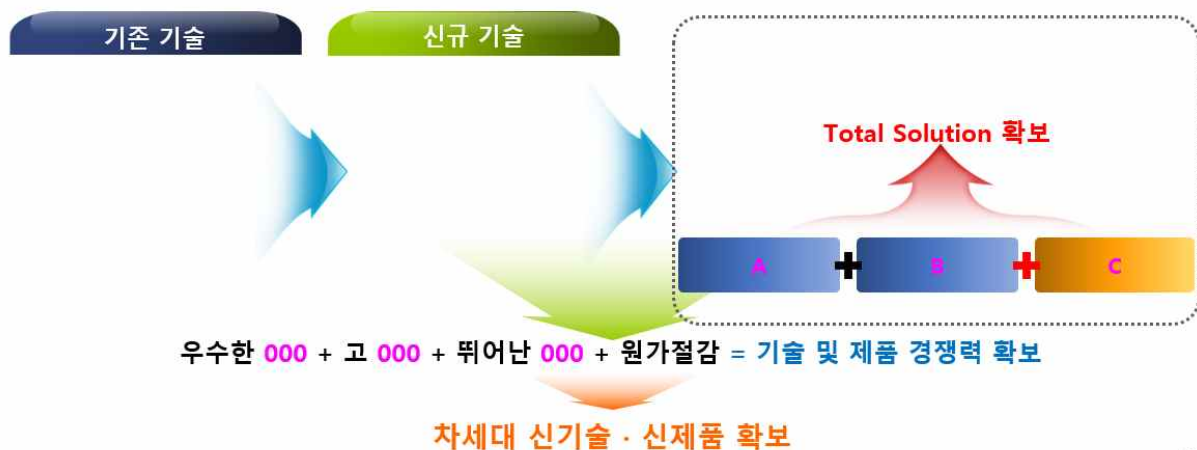 기존 기술
신규 기술
Total Solution 확보
A + B + C
우수한 000 + 고 000 + 뛰어난 000 + 원가절감 = 기술 및 제품 경쟁력 확보
차세대 신기술 · 신제품 확보